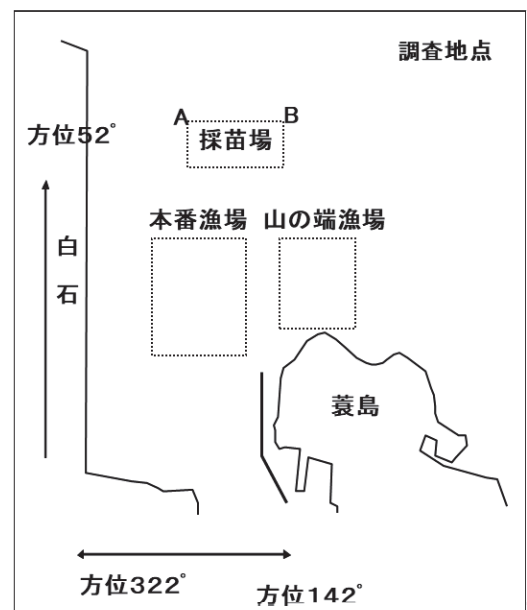 調査地点
A
B
方位52°
採苗場
本番漁場
山の端漁場
白石
蓑島
方位322°
方位142°